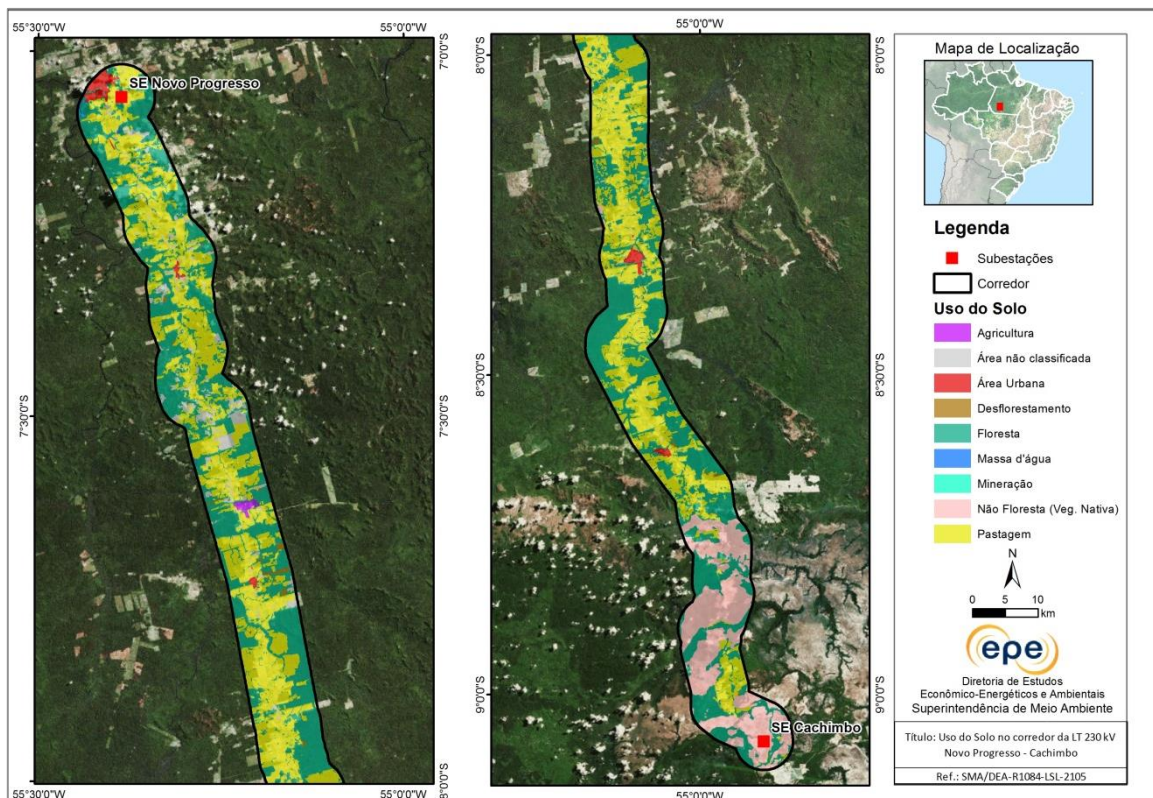 55°30'0"W
55°0'0"W
7°0'0"S
SE Novo Progresso
7°30'0"S
8°0'0"S
55°30'0"W
55°0'0"W
55°0'0"W
8°0'0"S
8°0'0"S
8°30'0"S
8°30'0"S
9°0'0"S
9°0'0"S
SE Cachimbo
55°0'0"W
Mapa de Localização
Legenda
Subestações
Corredor
Uso do Solo
Agricultura
Área não classificada
Área Urbana
Desflorestamento
Floresta
Massa d'água
Mineração
Não Floresta (Veg. Nativa)
Pastagem
N
0 5 10
km
epe
Diretoria de Estudos
Econômico-Energéticos e Ambientais
Superintendência de Meio Ambiente
Título: Uso do Solo no corredor da LT 230 kV
Novo Progresso - Cachimbo
Ref.: SMA/DEA-R1084-LSL-2105